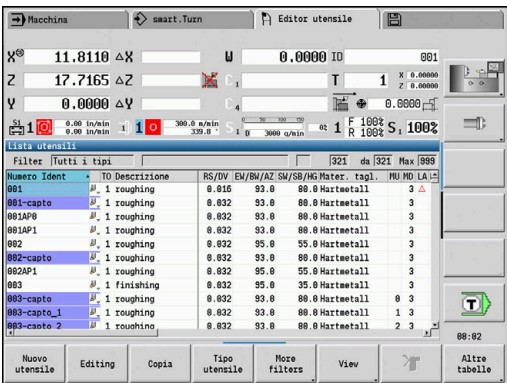 Macchina smart.Turn Editor utensile
X 11.8110 ΔX U 0.0000 ID 001
Z 17.7165 ΔZ C1 T 1 X 0.00000 Z 0.00000
Y 0.0000 ΔY C4 0.0000
S1 1 0.00 in/min 0.00 in/min 1 0 300.0 m/min 339.8 ° S1 0 50 100 150 0 3000 g/min 1 F 100% R 100% S1 100%
Lista utensili
Filter Tutti i tipi 321 da 321 Max 999
Numero Ident TO Descrizione RS/DV EW/BW/AZ SW/SB/HG Mater. tagl. MU MD LA
001 1 roughing 0.016 93.0 80.0 Hartmetall 3
001-capto 1 roughing 0.032 93.0 80.0 Hartmetall 3
001AP0 1 roughing 0.032 93.0 80.0 Hartmetall 3
001AP1 1 roughing 0.032 93.0 80.0 Hartmetall 3
002 1 roughing 0.032 95.0 55.0 Hartmetall 3
002-capto 1 roughing 0.032 93.0 80.0 Hartmetall 3
002AP1 1 roughing 0.032 95.0 55.0 Hartmetall 3
003 1 finishing 0.032 95.0 35.0 Hartmetall 3
003-capto 1 roughing 0.032 93.0 80.0 Hartmetall 0 3
003-capto_1 1 roughing 0.032 93.0 80.0 Hartmetall 1 3
003-capto_2 1 roughing 0.032 93.0 80.0 Hartmetall 2 3
08:02
Nuovo utensile Editing Copia Tipo utensile More filters View Altre tabelle